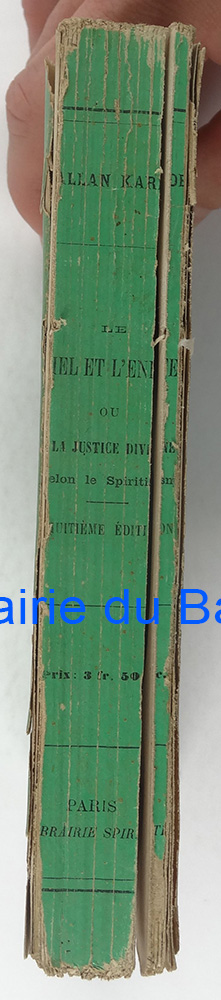 ALLAN KARDE
LE
IEL ET L'ENFE
OU
LA JUSTICE DIVINE
elon le Spiritism
UITIÈME ÉDITION
airie du Ba
Prix : 3 fr. 50 c.
PARIS
BRAIRIE SPIRITE